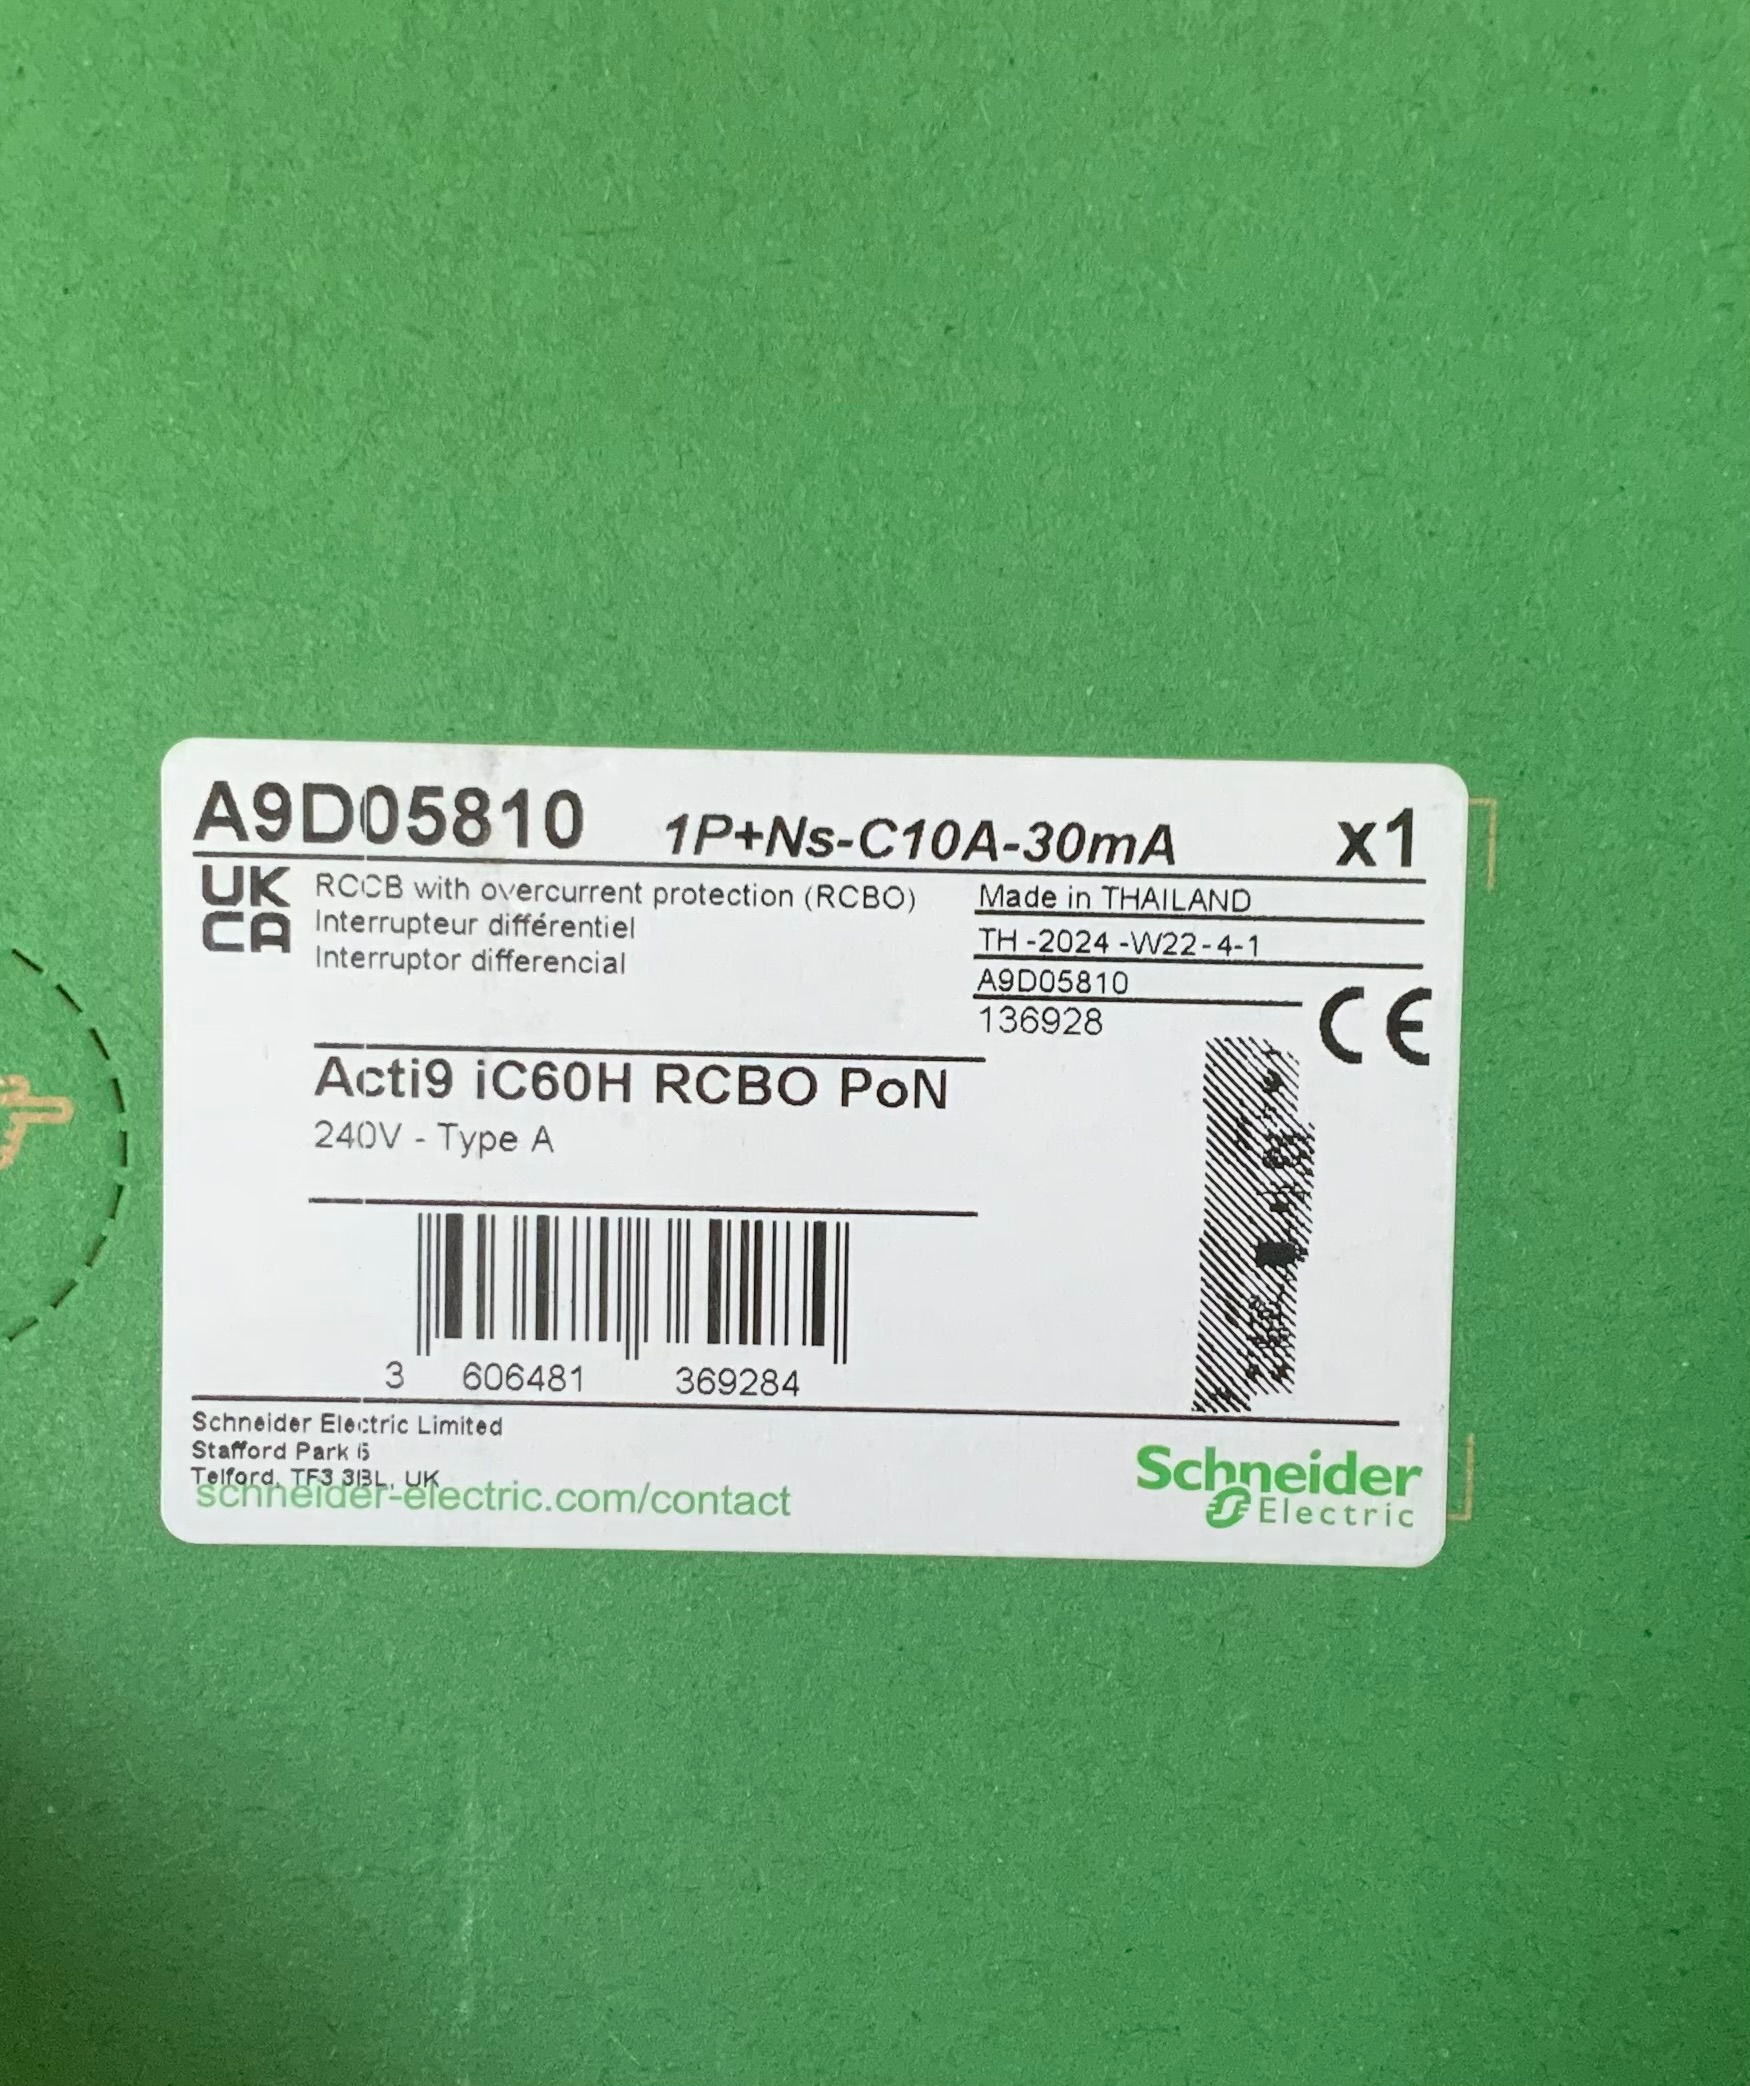 A9D05810 1P+Ns-C10A-30mA x1
UK
CA
RCCB with overcurrent protection (RCBO)
Interrupteur différentiel
Interruptor differencial
Made in THAILAND
TH -2024 -W22-4-1
A9D05810
136928
CE
Acti9 iC60H RCBO PoN
240V - Type A
3 606481 369284
Schneider Electric Limited
Stafford Park 5
Telford, TF3 3BL, UK
schneider-electric.com/contact
Schneider
Electric